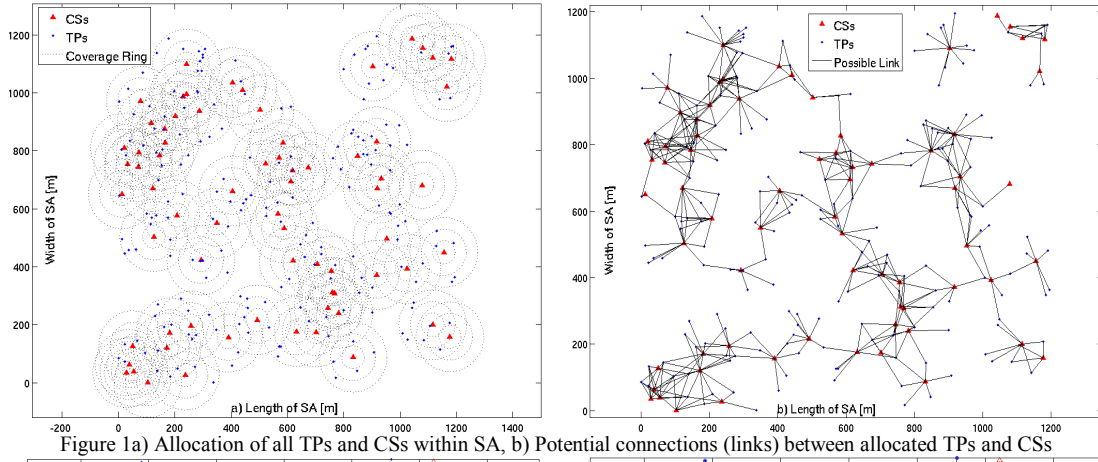 CSs
TPs
Coverage Ring
1200
1000
800
600
400
200
0
Width of SA [m]
-200 0 200 400 600 800 1000 1200 1400
a) Length of SA [m]
CSs
TPs
Possible Link
1200
1000
800
600
400
200
0
Width of SA [m]
0 200 400 600 800 1000 1200
b) Length of SA [m]
Figure 1a) Allocation of all TPs and CSs within SA, b) Potential connections (links) between allocated TPs and CSs